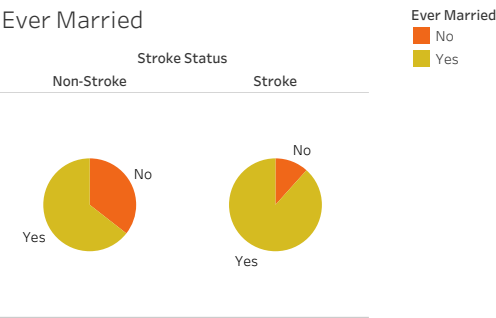 Ever Married
Stroke Status
Non-Stroke
Stroke
No
Yes
No
Yes
Ever Married
No
Yes